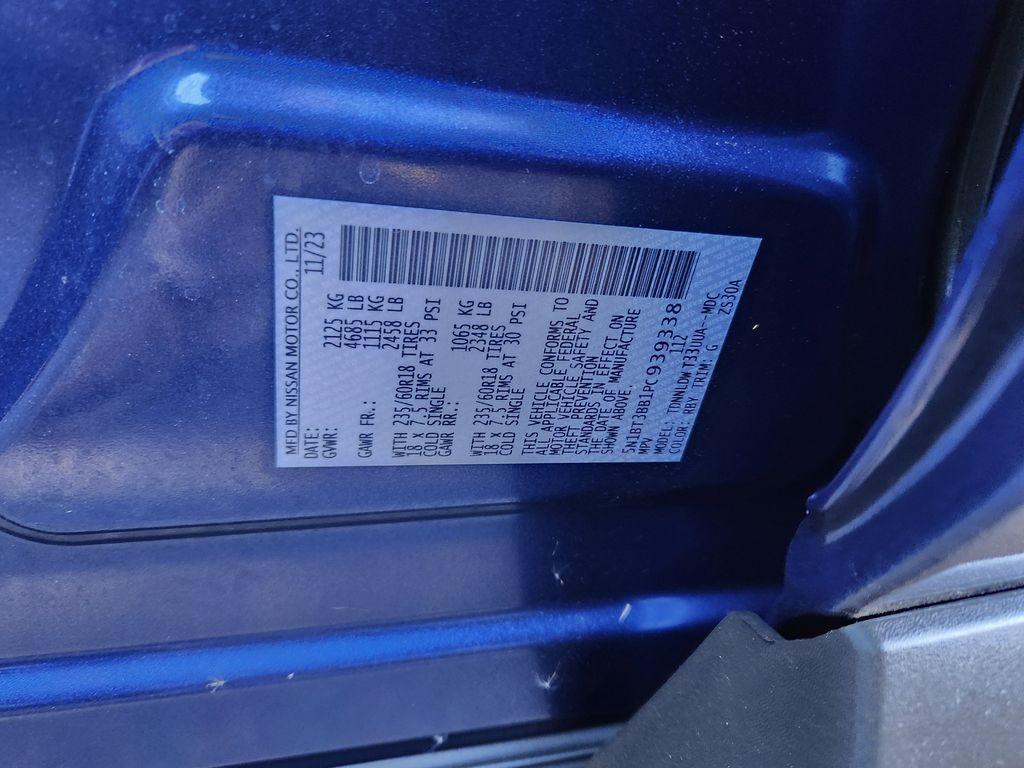 MFD BY NISSAN MOTOR CO., LTD.
DATE: 11/23
GVWR: 2125 KG
4685 LB
GAWR FR.: 1115 KG
2458 LB
WITH 235/60R18 TIRES
18 X 7.5 RIMS AT 33 PSI
COLD SINGLE
GAWR RR.: 1065 KG
2348 LB
WITH 235/60R18 TIRES
18 X 7.5 RIMS AT 30 PSI
COLD SINGLE
THIS VEHICLE CONFORMS TO
ALL APPLICABLE FEDERAL
MOTOR VEHICLE SAFETY AND
THEFT PREVENTION
STANDARDS IN EFFECT ON
THE DATE OF MANUFACTURE
SHOWN ABOVE.
5N1BT3BB1PC939338
MPV 112
MODEL: TDNNLDW T33UUA- MDC
COLOR: RBY TRIM: G ZS30A